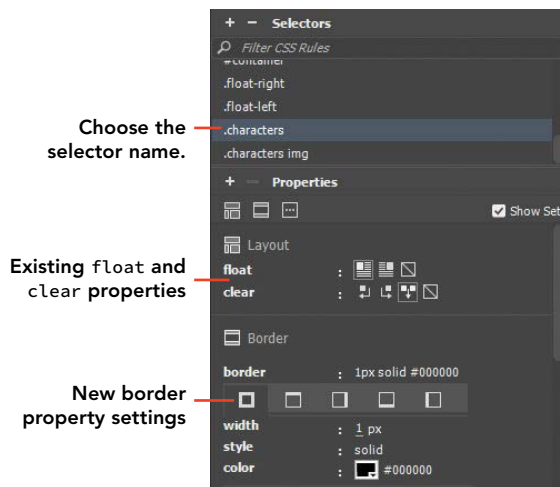 + − Selectors
Filter CSS Rules
#container
.float-right
.float-left
Choose the
selector name.
.characters
.characters img
+ − Properties
Show Set
Layout
Existing float and
clear properties
float :
clear :
Border
border : 1px solid #000000
New border
property settings
width : 1 px
style : solid
color : #000000